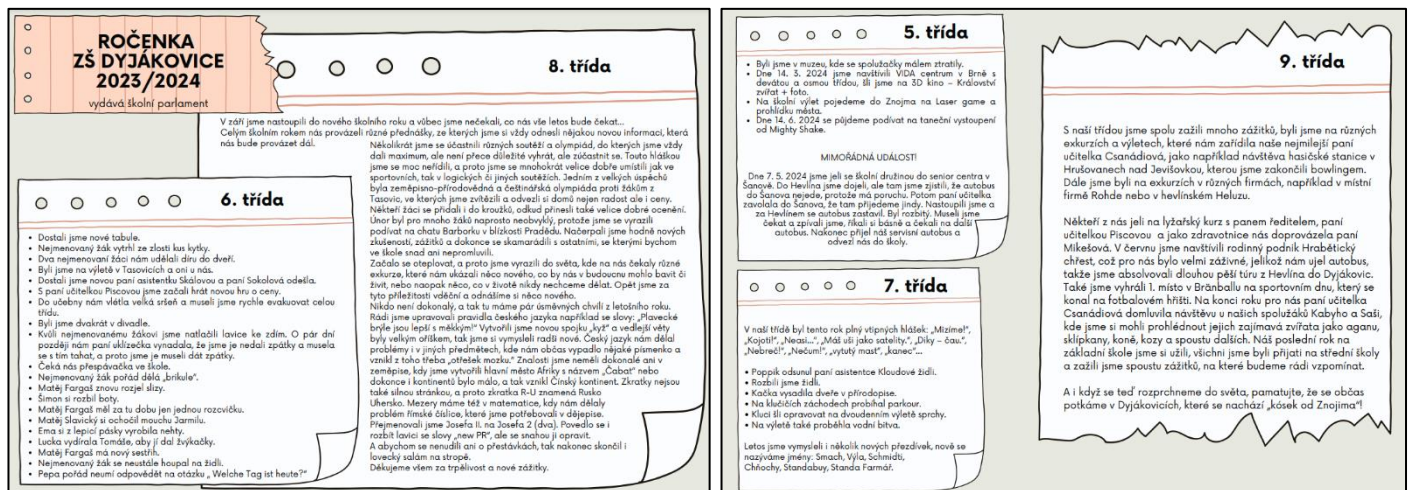 ROČENKA
ZŠ DYJÁKOVICE
2023/2024
vydává školní parlament
8. třída
V září jsme nastoupili do nového školního roku a vůbec jsme nečekali, co nás vše letos bude čekat...
Celým školním rokem nás provázeli různé přednášky, ze kterých jsme si vždy odnesli nějakou novou informaci, která
nás bude provázet dál.
Několikrát jsme se účastnili různých soutěží a olympiád, do kterých jsme vždy
dali maximum, ale není přece důležité vyhrát, ale zúčastnit se. Touto hláškou
jsme se moc neřídili, a proto jsme se mnohokrát velice dobře umístili jak ve
sportovních, tak v logických či jiných soutěžích. Jedním z velkých úspěchů
byla zeměpisno-přírodovědná a češtinářská olympiáda proti žákům z
Tasovic, ve kterých jsme zvítězili a odvezli si domů nejen radost ale i ceny.
Někteří žáci se přidali i do kroužků, odkud přinesli také velice dobré ocenění.
Únor byl pro mnoho žáků naprosto neobvyklý, protože jsme se vyrazili
podívat na chatu Barborku v blízkosti Pradědu. Načerpali jsme hodně nových
zkušeností, zážitků a dokonce se skamarádili s ostatními, se kterými bychom
ve škole snad ani nepromluvili.
Začalo se oteplovat, a proto jsme vyrazili do světa, kde na nás čekaly různé
exkurze, které nám ukázali něco nového, co by nás v budoucnu mohlo bavit či
živit, nebo naopak něco, co v životě nikdy nechceme dělat. Opět jsme za
tyto příležitosti vděční a odnášíme si něco nového.
Nikdo není dokonalý, a tak tu máme pár úsměvných chvílí z letošního roku.
Rádi jsme upravovali pravidla českého jazyka například se slovy: „Plavecké
brýle jsou lepší s měkkým!" Vytvořili jsme novou spojku „kyž" a vedlejší věty
byly velkým oříškem, tak jsme si vymysleli radši nové. Český jazyk nám dělal
problémy i v jiných předmětech, kde nám občas vypadlo nějaké písmenko a
vznikl z toho třeba „otřešek mozku." Znalosti jsme neměli dokonalé ani v
zeměpise, kdy jsme vytvořili hlavní město Afriky s názvem „Čabat" nebo
dokonce i kontinentů bylo málo, a tak vznikl Čínský kontinent. Zkratky nejsou
také silnou stránkou, a proto zkratka R-U znamená Rusko
Uhersko. Mezery máme též v matematice, kdy nám dělaly
problém římské číslice, které jsme potřebovali v dějepise.
Přejmenovali jsme Josefa II. na Josefa 2 (dva). Povedlo se i
rozbít lavici se slovy „new PR", ale se snahou ji opravit.
A abychom se nenudili ani o přestávkách, tak nakonec skončil i
lovecký salám na stropě.
Děkujeme všem za trpělivost a nové zážitky.
6. třída
• Dostali jsme nové tabule.
• Nejmenovaný žák vytrhl ze zlosti kus kytky.
• Dva nejmenovaní žáci nám udělali díru do dveří.
• Byli jsme na výletě v Tasovicích a oni u nás.
• Dostali jsme novou paní asistentku Skálovou a paní Sokolová odešla.
• S paní učitelkou Piscovou jsme začali hrát novou hru o ceny.
• Do učebny nám vlétla velká sršeň a museli jsme rychle evakuovat celou
třídu.
• Byli jsme dvakrát v divadle.
• Kvůli nejmenovanému žákovi jsme natlačili lavice ke zdím. O pár dní
později nám paní uklízečka vynadala, že jsme je nedali zpátky a musela
se s tím tahat, a proto jsme je museli dát zpátky.
• Čeká nás přespávačka ve škole.
• Nejmenovaný žák pořád dělá „brikule".
• Matěj Fargaš znovu rozjel slizy.
• Šimon si rozbil boty.
• Matěj Fargaš měl za tu dobu jen jednou rozcvičku.
• Matěj Slavický si ochočil mouchu Jarmilu.
• Ema si z lepicí pásky vyrobila nehty.
• Lucka vydírala Tomáše, aby jí dal žvýkačky.
• Matěj Fargaš má nový sestřih.
• Nejmenovaný žák se neustále houpal na židli.
• Pepa pořád neumí odpovědět na otázku „ Welche Tag ist heute?"
5. třída
• Byli jsme v muzeu, kde se spolužačky málem ztratily.
• Dne 14. 3. 2024 jsme navštívili VIDA centrum v Brně s
devátou a osmou třídou, šli jsme na 3D kino – Království
zvířat + foto.
• Na školní výlet pojedeme do Znojma na Laser game a
prohlídku města.
• Dne 14. 6. 2024 se půjdeme podívat na taneční vystoupení
od Mighty Shake.
MIMOŘÁDNÁ UDÁLOST!
Dne 7. 5. 2024 jsme jeli se školní družinou do senior centra v
Šanově. Do Hevlína jsme dojeli, ale tam jsme zjistili, že autobus
do Šanova nejede, protože má poruchu. Potom paní učitelka
zavolala do Šanova, že tam přijedeme jindy. Nastoupili jsme a
za Hevlínem se autobus zastavil. Byl rozbitý. Museli jsme
čekat a zpívali jsme, říkali si básně a čekali na další
autobus. Nakonec přijel náš servisní autobus a
odvezl nás do školy.
7. třída
V naší třídě byl tento rok plný vtipných hlášek: „Mizíme!",
„Kojoti!", „Neasi...", „Máš uši jako satelity.", „Díky – čau.",
„Nebreč!", „Nečum!", „vytutý mast", „kanec"...
• Poppik odsunul paní asistence Kloudové židli.
• Rozbili jsme židli.
• Kačka vysadila dveře v přírodopise.
• Na klučičích záchodech probíhal parkour.
• Kluci šli opravovat na dvoudenním výletě sprchy.
• Na výletě také proběhla vodní bitva.
Letos jsme vymysleli i několik nových přezdívek, nově se
nazýváme jmény: Smach, Výla, Schmidti,
Chňochy, Standabuy, Standa Farmář.
9. třída
S naší třídou jsme spolu zažili mnoho zážitků, byli jsme na různých
exkurzích a výletech, které nám zařídila naše nejmilejší paní
učitelka Csanádiová, jako například návštěva hasičské stanice v
Hrušovanech nad Jevišovkou, kterou jsme zakončili bowlingem.
Dále jsme byli na exkurzích v různých firmách, například v místní
firmě Rohde nebo v hevlínském Heluzu.
Někteří z nás jeli na lyžařský kurz s panem ředitelem, paní
učitelkou Piscovou a jako zdravotnice nás doprovázela paní
Mikešová. V červnu jsme navštívili rodinný podnik Hrabětický
chřest, což pro nás bylo velmi záživné, jelikož nám ujel autobus,
takže jsme absolvovali dlouhou pěší túru z Hevlína do Dyjákovic.
Také jsme vyhráli 1. místo v Bränballu na sportovním dnu, který se
konal na fotbalovém hřišti. Na konci roku pro nás paní učitelka
Csanádiová domluvila návštěvu u našich spolužáků Kabyho a Saši,
kde jsme si mohli prohlédnout jejich zajímavá zvířata jako aganu,
sklípkany, koně, kozy a spoustu dalších. Náš poslední rok na
základní škole jsme si užili, všichni jsme byli přijati na střední školy
a zažili jsme spoustu zážitků, na které budeme rádi vzpomínat.
A i když se teď rozprchneme do světa, pamatujte, že se občas
potkáme v Dyjákovicích, které se nachází „kósek od Znojima"!